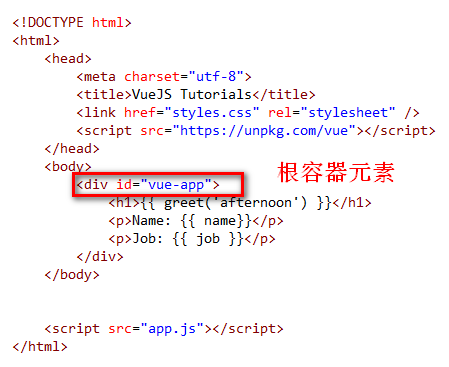 <!DOCTYPE html>
<html>
    <head>
        <meta charset="utf-8">
        <title>VueJS Tutorials</title>
        <link href="styles.css" rel="stylesheet" />
        <script src="https://unpkg.com/vue"></script>
    </head>
    <body>
        <div id="vue-app">
根容器元素
            <h1>{{ greet('afternoon') }}</h1>
            <p>Name: {{ name}}</p>
            <p>Job: {{ job }}</p>
        </div>
    </body>
    <script src="app.js"></script>
</html>